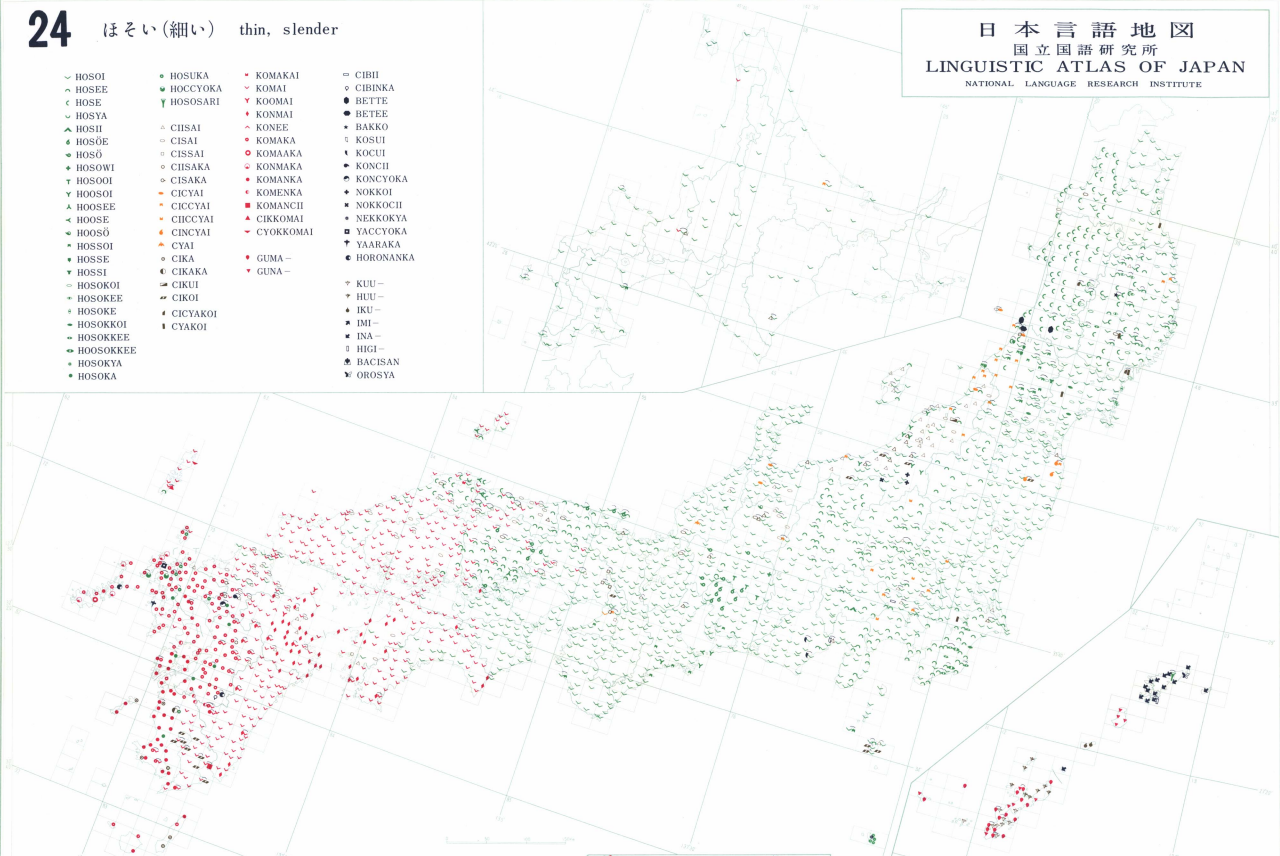 24 ほそい(細い) thin, slender
日本言語地図
国立国語研究所
LINGUISTIC ATLAS OF JAPAN
NATIONAL LANGUAGE RESEARCH INSTITUTE
HOSOI
HOSEE
HOSE
HOSYA
HOSII
HOSÖE
HOSÖ
HOSOWI
HOSOOI
HOOSOI
HOOSEE
HOOSE
HOOSÖ
HOSSOI
HOSSE
HOSSI
HOSOKOI
HOSOKEE
HOSOKE
HOSOKKOI
HOSOKKEE
HOOSOKKEE
HOSOKYA
HOSOKA
HOSUKA
HOCCYOKA
HOSOSARI
CIISAI
CISAI
CISSAI
CIISAKA
CISAKA
CICYAI
CICCYAI
CIICCYAI
CINCYAI
CYAI
CIKA
CIKAKA
CIKUI
CIKOI
CICYAKOI
CYAKOI
KOMAKAI
KOMAI
KOOMAI
KONMAI
KONEE
KOMAKA
KOMAAKA
KONMAKA
KOMANKA
KOMENKA
KOMANCII
CIKKOMAI
CYOKKOMAI
GUMA–
GUNA–
CIBII
CIBINKA
BETTE
BETEE
BAKKO
KOSUI
KOCUI
KONCII
KONCYOKA
NOKKOI
NOKKOCII
NEKKOKYA
YACCYOKA
YAARAKA
HORONANKA
KUU–
HUU–
IKU–
IMI–
INA–
HIGI–
BACISAN
OROSYA